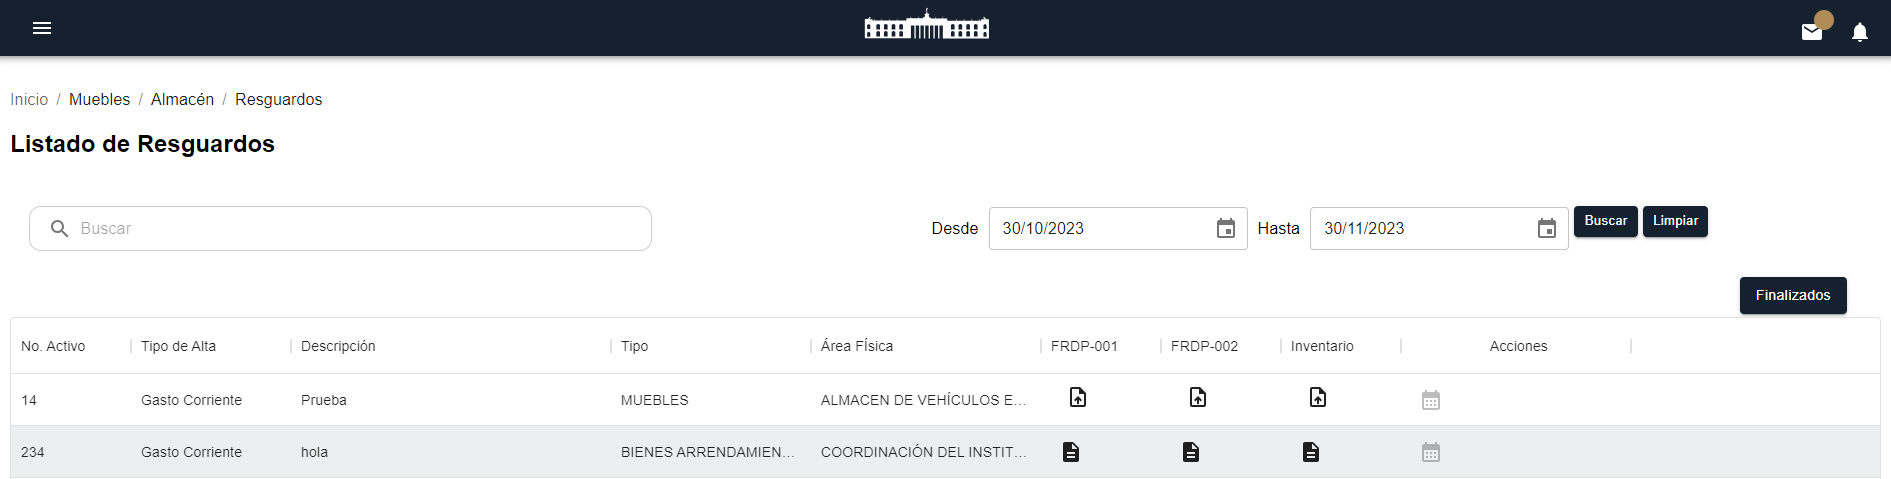 Inicio / Muebles / Almacén / Resguardos
Listado de Resguardos
Buscar Desde 30/10/2023 Hasta 30/11/2023 Buscar Limpiar
Finalizados
No. Activo Tipo de Alta Descripción Tipo Área Física FRDP-001 FRDP-002 Inventario Acciones
14 Gasto Corriente Prueba MUEBLES ALMACEN DE VEHÍCULOS E...
234 Gasto Corriente hola BIENES ARRENDAMIEN... COORDINACIÓN DEL INSTIT...